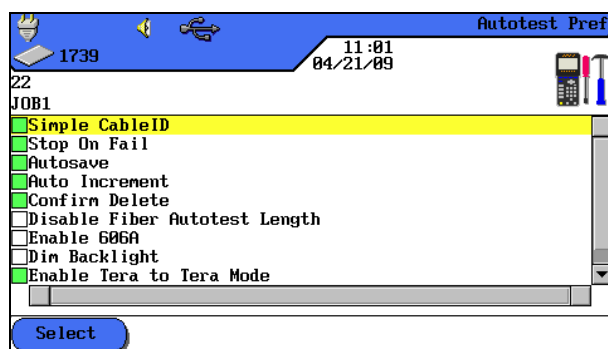 Autotest Pref
1739
11:01
04/21/09
22
JOB1
Simple CableID
Stop On Fail
Autosave
Auto Increment
Confirm Delete
Disable Fiber Autotest Length
Enable 606A
Dim Backlight
Enable Tera to Tera Mode
Select